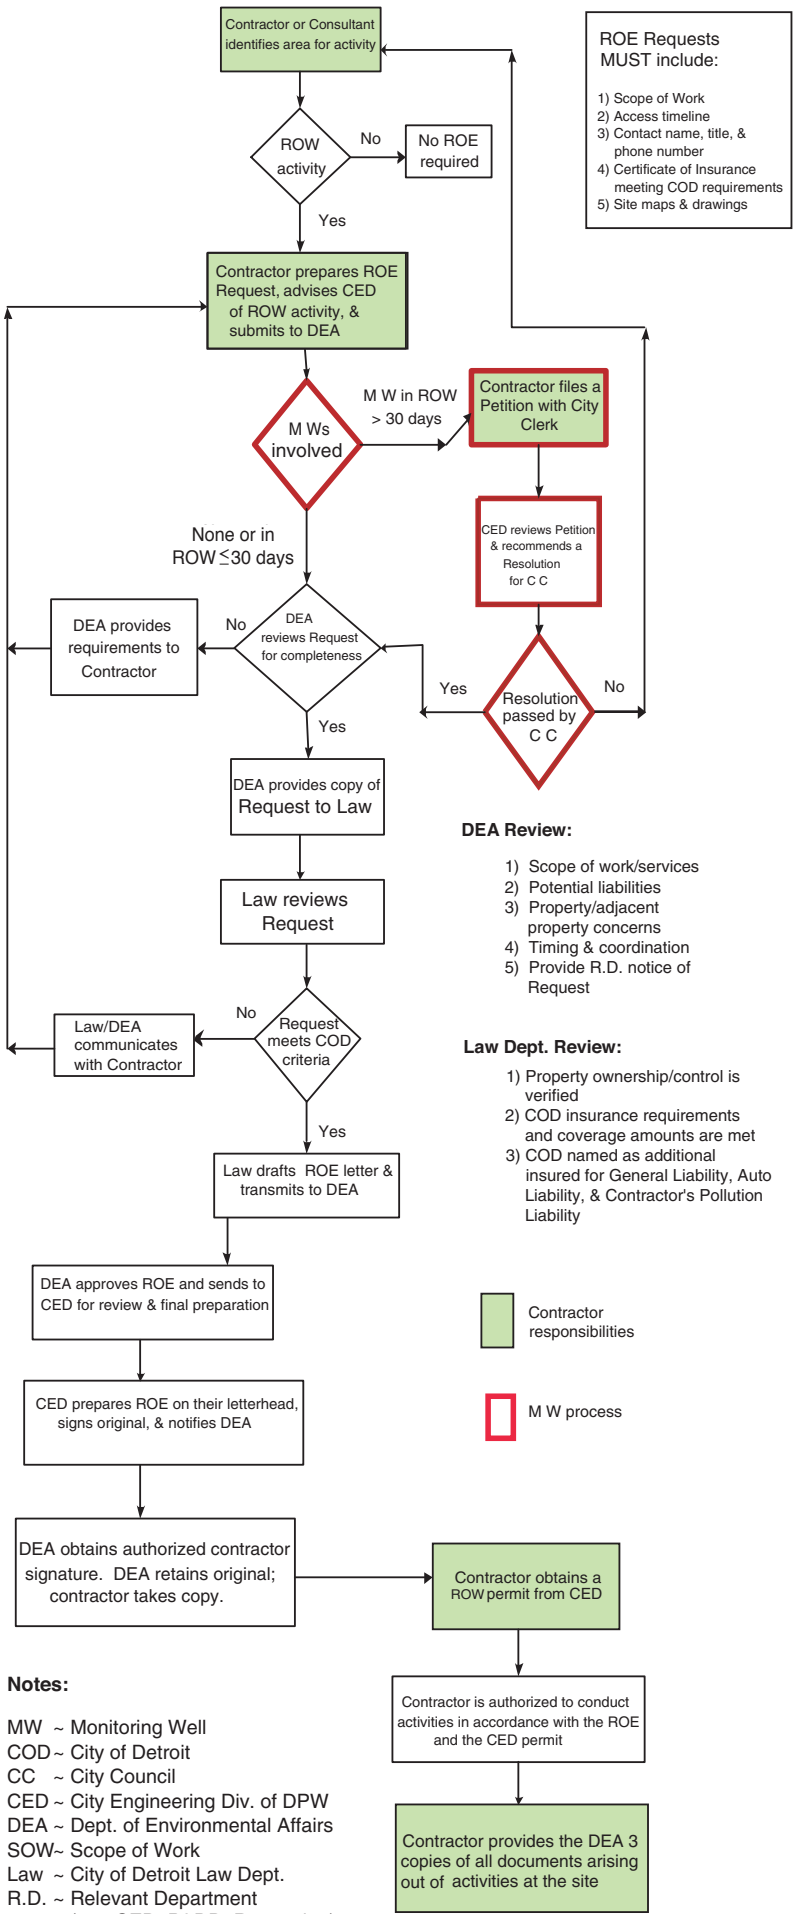 Contractor or Consultant
identifies area for activity
ROE Requests
MUST include:
1) Scope of Work
2) Access timeline
3) Contact name, title, &
phone number
4) Certificate of Insurance
meeting COD requirements
5) Site maps & drawings
ROW
activity
No
No ROE
required
Yes
Contractor prepares ROE
Request, advises CED
of ROW activity, &
submits to DEA
M Ws
involved
M W in ROW
> 30 days
Contractor files a
Petition with City
Clerk
CED reviews Petition
& recommends a
Resolution
for C C
None or in
ROW ≤30 days
DEA
reviews Request
for completeness
No
DEA provides
requirements to
Contractor
Resolution
passed by
C C
Yes
No
Yes
DEA provides copy of
Request to Law
Law reviews
Request
DEA Review:
1) Scope of work/services
2) Potential liabilities
3) Property/adjacent
property concerns
4) Timing & coordination
5) Provide R.D. notice of
Request
Request
meets COD
criteria
No
Law/DEA
communicates
with Contractor
Law Dept. Review:
1) Property ownership/control is
verified
2) COD insurance requirements
and coverage amounts are met
3) COD named as additional
insured for General Liability, Auto
Liability, & Contractor's Pollution
Liability
Yes
Law drafts ROE letter &
transmits to DEA
DEA approves ROE and sends to
CED for review & final preparation
Contractor
responsibilities
CED prepares ROE on their letterhead,
signs original, & notifies DEA
M W process
DEA obtains authorized contractor
signature. DEA retains original;
contractor takes copy.
Contractor obtains a
ROW permit from CED
Contractor is authorized to conduct
activities in accordance with the ROE
and the CED permit
Contractor provides the DEA 3
copies of all documents arising
out of activities at the site
Notes:
MW ~ Monitoring Well
COD ~ City of Detroit
CC ~ City Council
CED ~ City Engineering Div. of DPW
DEA ~ Dept. of Environmental Affairs
SOW~ Scope of Work
Law ~ City of Detroit Law Dept.
R.D. ~ Relevant Department